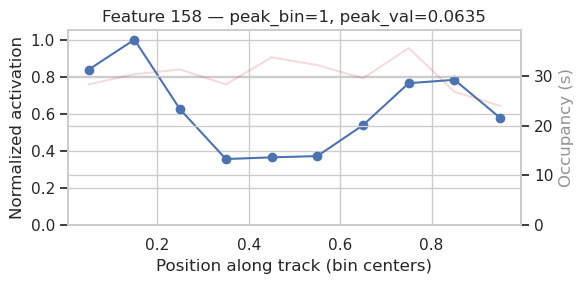 Feature 158 — peak_bin=1, peak_val=0.0635
Normalized activation
1.0
0.8
0.6
0.4
0.2
0.0
30
20
10
0
Occupancy (s)
0.2 0.4 0.6 0.8
Position along track (bin centers)